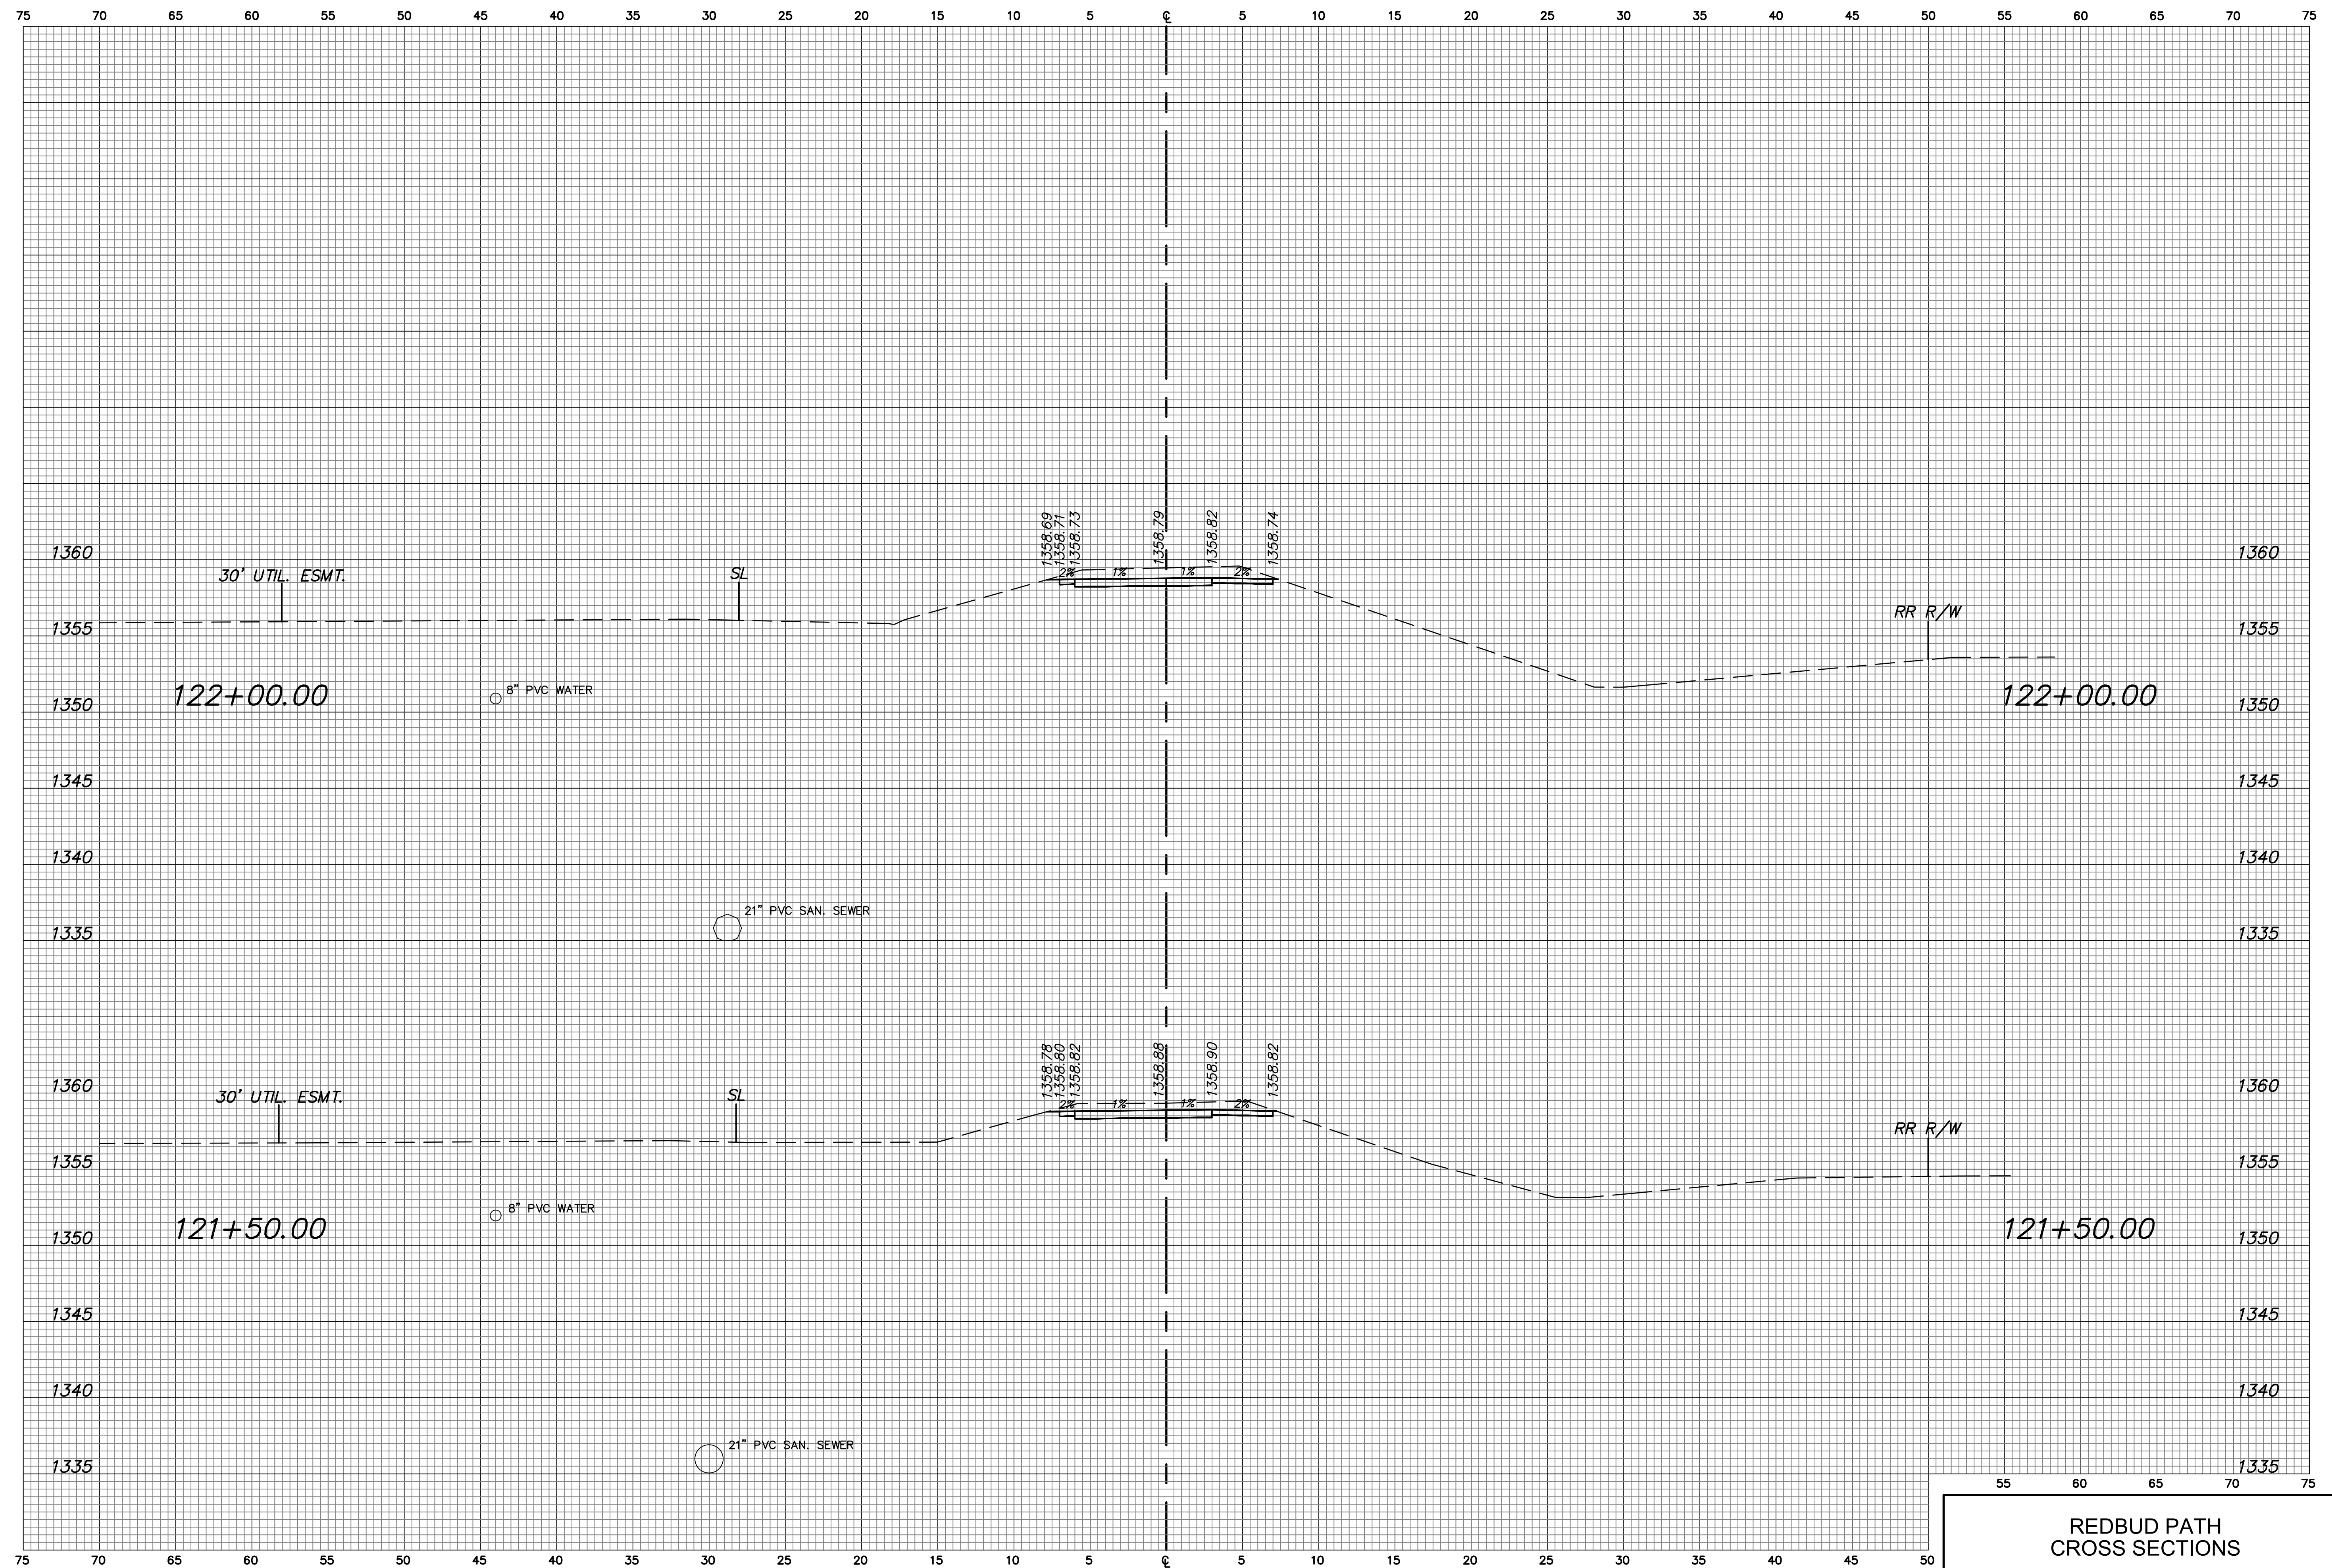 75 70 65 60 55 50 45 40 35 30 25 20 15 10 5 ℄ 5 10 15 20 25 30 35 40 45 50 55 60 65 70 75
1358.69 1358.71 1358.73 1358.79 1358.82 1358.74
1360 1360
30' UTIL. ESMT. SL 2% 1% 1% 2%
RR R/W
1355 1355
122+00.00 8" PVC WATER 122+00.00
1350 1350
1345 1345
1340 1340
21" PVC SAN. SEWER
1335 1335
1358.78 1358.80 1358.82 1358.88 1358.90 1358.82
1360 1360
30' UTIL. ESMT. SL 2% 1% 1% 2%
RR R/W
1355 1355
8" PVC WATER
121+50.00 121+50.00
1350 1350
1345 1345
1340 1340
21" PVC SAN. SEWER
1335 1335
55 60 65 70 75
REDBUD PATH
CROSS SECTIONS
75 70 65 60 55 50 45 40 35 30 25 20 15 10 5 ℄ 5 10 15 20 25 30 35 40 45 50